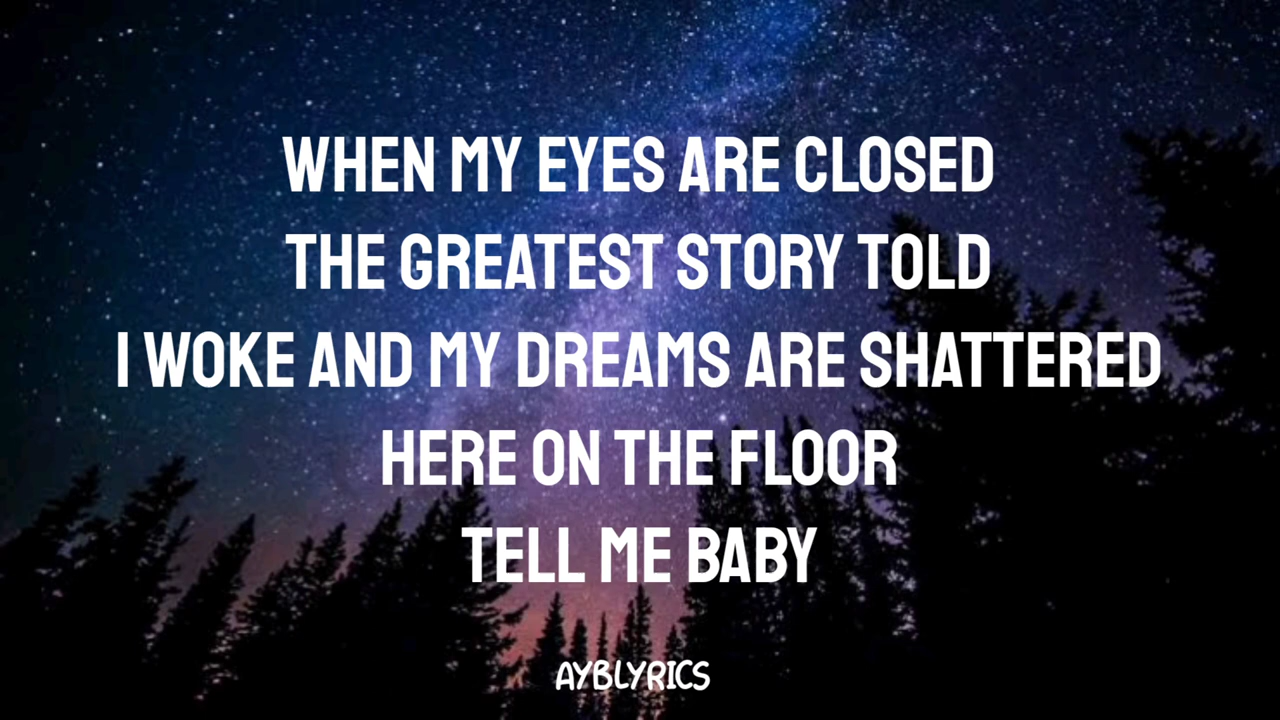 WHEN MY EYES ARE CLOSED
THE GREATEST STORY TOLD
I WOKE AND MY DREAMS ARE SHATTERED
HERE ON THE FLOOR
TELL ME BABY
AYBLYRICS